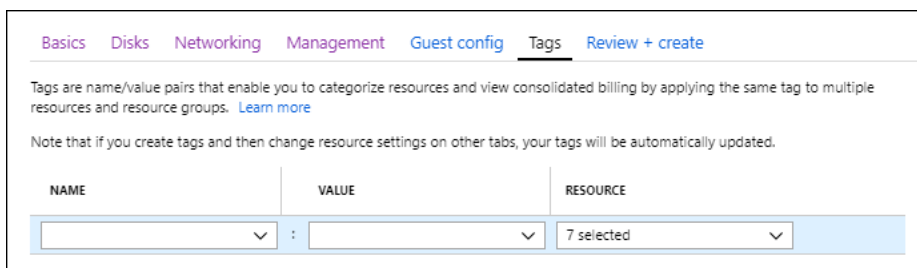 Basics Disks Networking Management Guest config Tags Review + create
Tags are name/value pairs that enable you to categorize resources and view consolidated billing by applying the same tag to multiple
resources and resource groups. Learn more
Note that if you create tags and then change resource settings on other tabs, your tags will be automatically updated.
NAME VALUE RESOURCE
: 7 selected